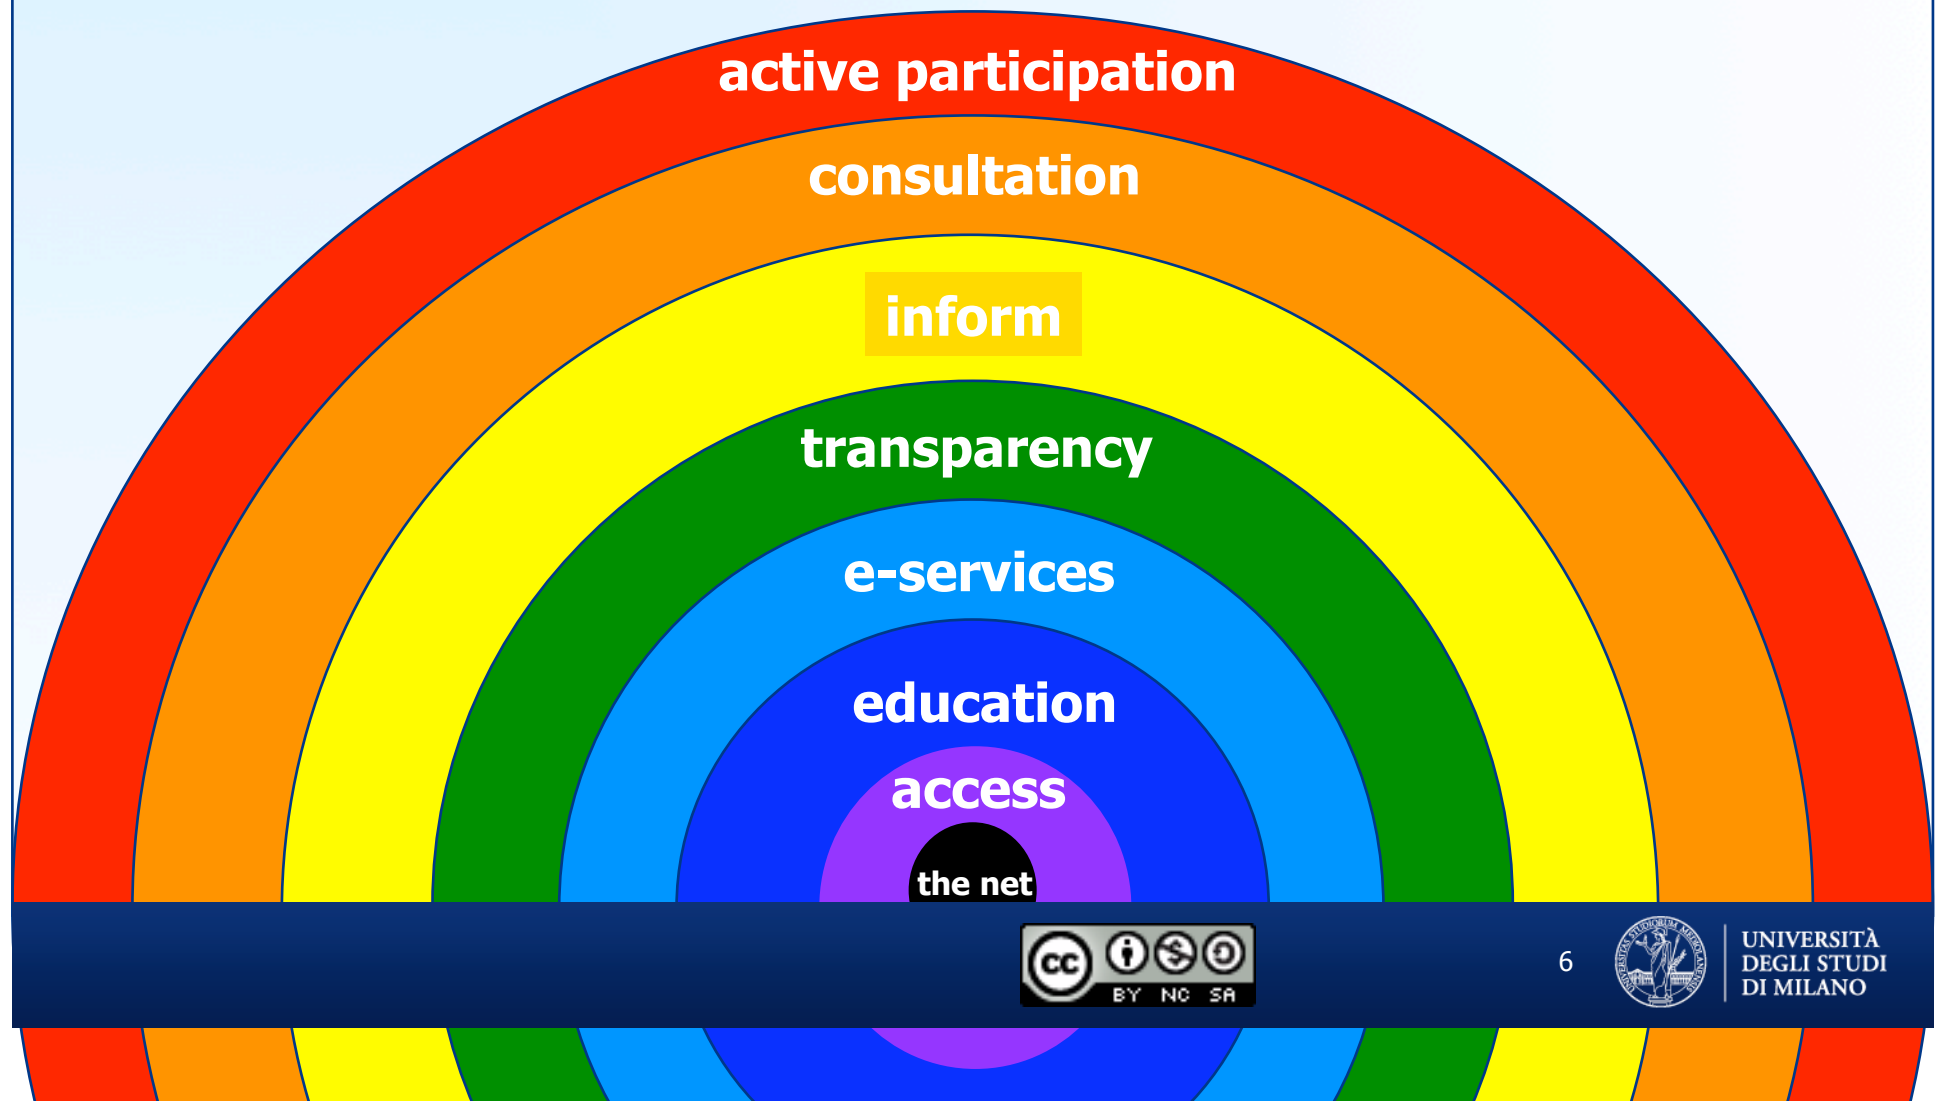 active participation
consultation
inform
transparency
e-services
education
access
the net
cc
BY NC SA
6
UNIVERSITÀ
DEGLI STUDI
DI MILANO